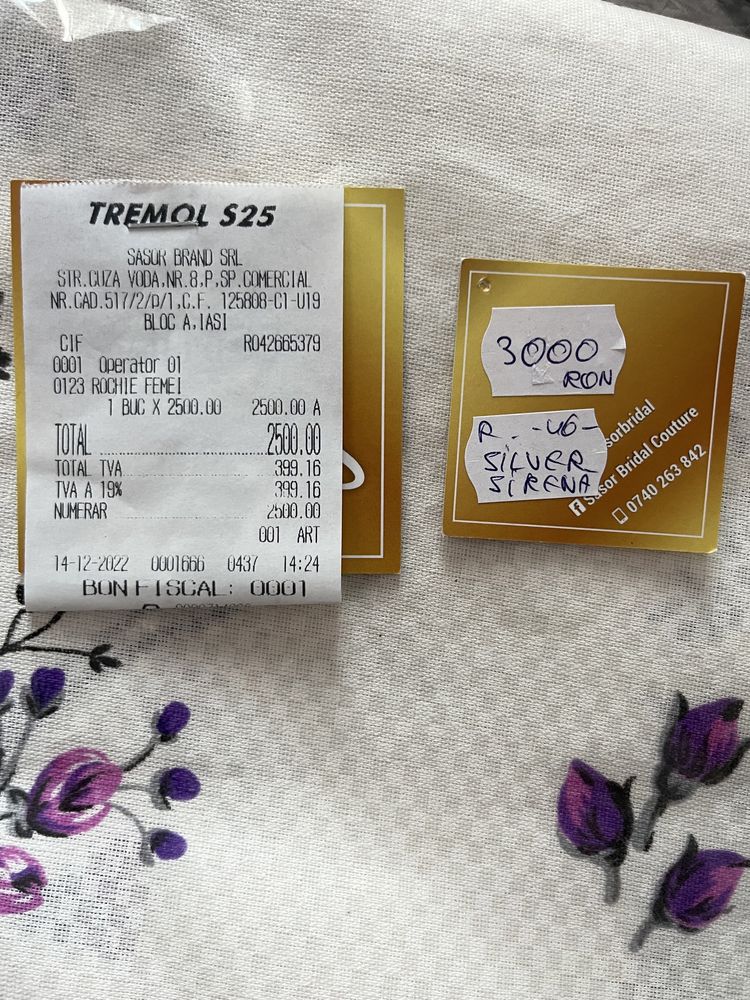 TREMOL S25
SASOR BRAND SRL
STR.CUZA VODA,NR.8,P,SP.COMERCIAL
NR.CAD.517/2/p/1,C.F. 125808-C1-U19
BLOC A,IASI
CIF RO42665379
0001 Operator 01
0123 ROCHIE FEMEI
1 BUC X 2500.00 2500.00 A
TOTAL 2500.00
TOTAL TVA 399.16
TVA A 19% 399.16
NUMERAR 2500.00
001 ART
14-12-2022 0001666 0437 14:24
BON FISCAL: 0001
3000
RON
R. -46-
SILVER
SIRENA
sorbridal
Sasor Bridal Couture
0740 263 842